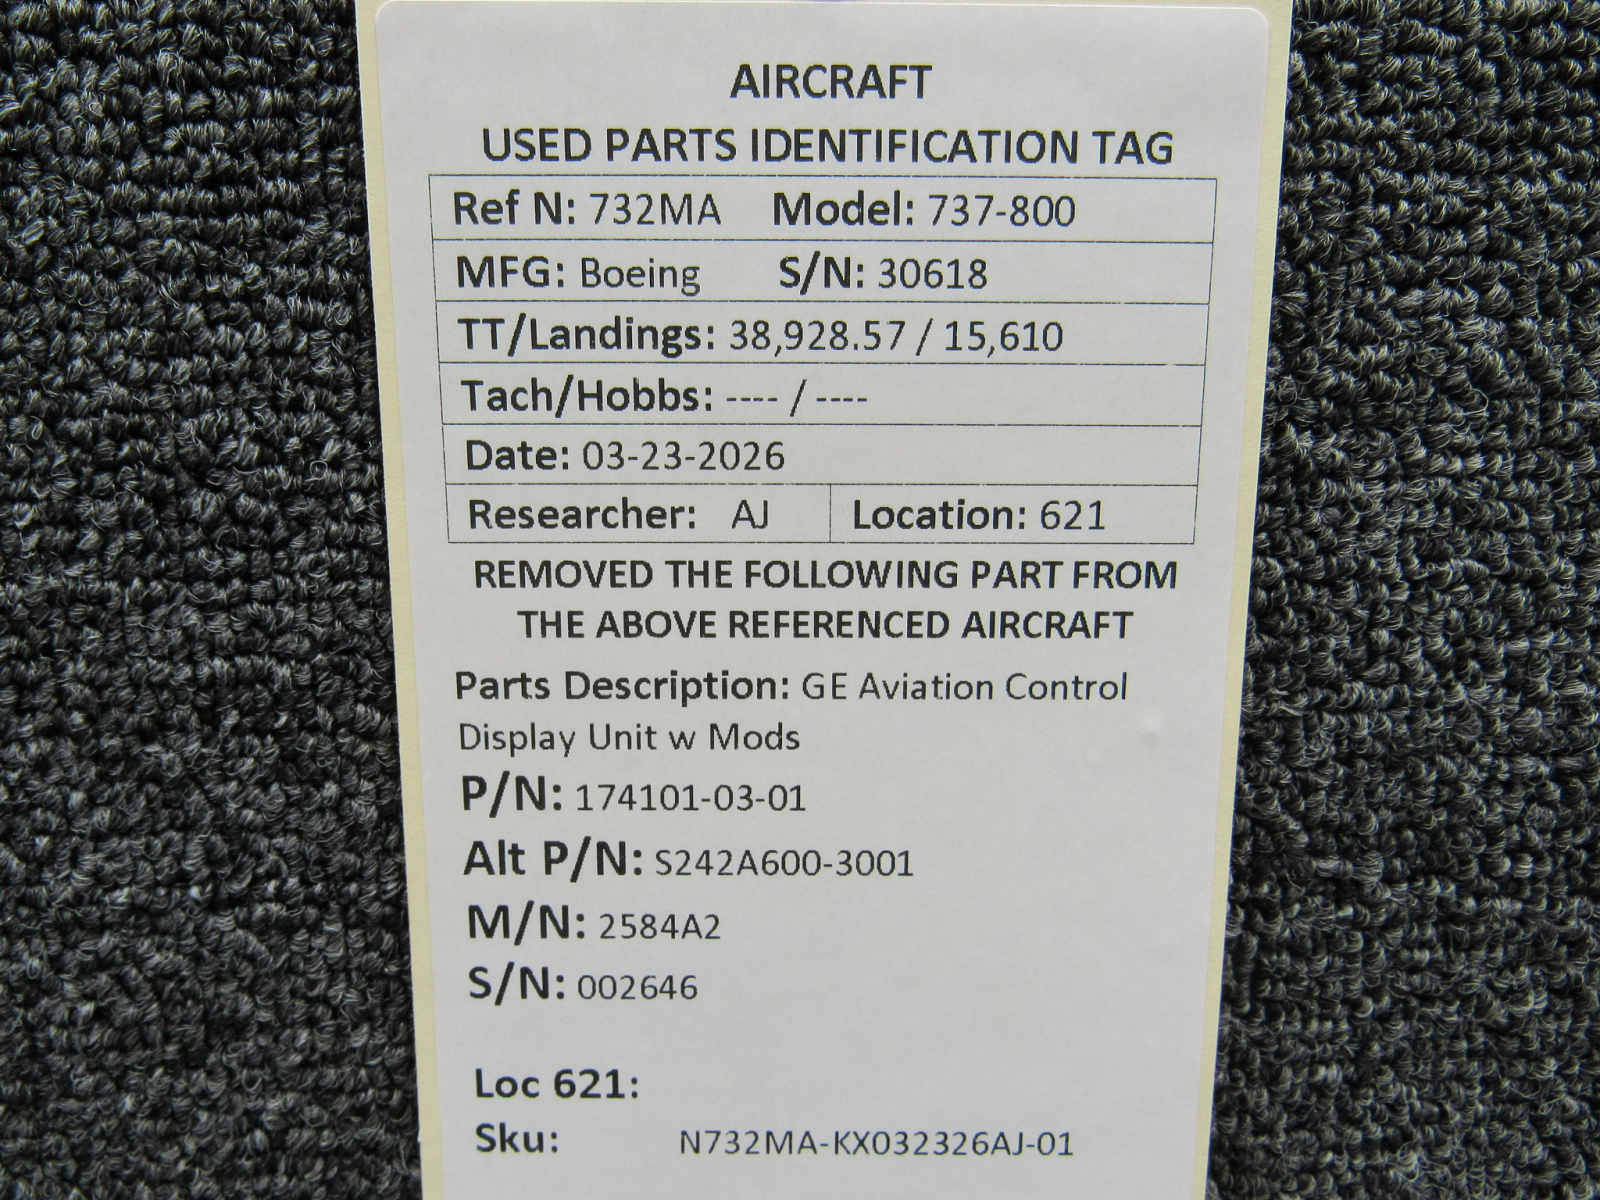 AIRCRAFT
USED PARTS IDENTIFICATION TAG
Ref N: 732MA Model: 737-800
MFG: Boeing S/N: 30618
TT/Landings: 38,928.57 / 15,610
Tach/Hobbs: ---- / ----
Date: 03-23-2026
Researcher: AJ Location: 621
REMOVED THE FOLLOWING PART FROM
THE ABOVE REFERENCED AIRCRAFT
Parts Description: GE Aviation Control
Display Unit w Mods
P/N: 174101-03-01
Alt P/N: S242A600-3001
M/N: 2584A2
S/N: 002646
Loc 621:
Sku: N732MA-KX032326AJ-01